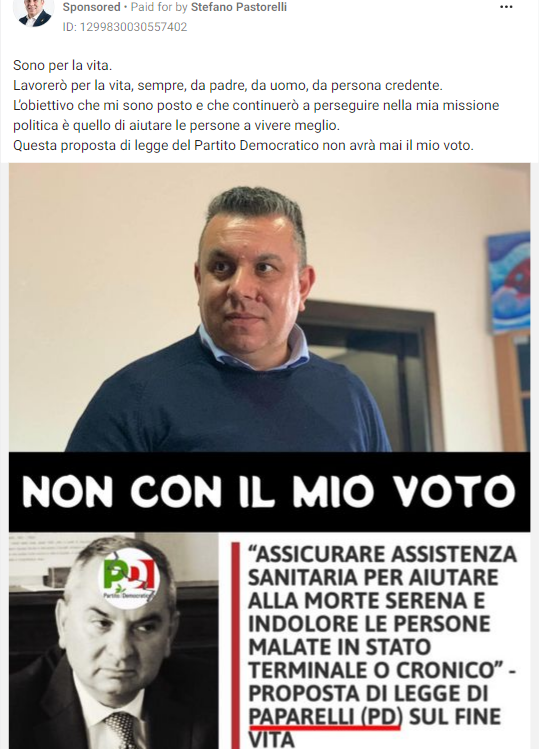 Sponsored • Paid for by Stefano Pastorelli
ID: 1299830030557402
Sono per la vita.
Lavorerò per la vita, sempre, da padre, da uomo, da persona credente.
L'obiettivo che mi sono posto e che continuerò a perseguire nella mia missione
politica è quello di aiutare le persone a vivere meglio.
Questa proposta di legge del Partito Democratico non avrà mai il mio voto.
NON CON IL MIO VOTO
PD
Partito Democratico
“ASSICURARE ASSISTENZA
SANITARIA PER AIUTARE
ALLA MORTE SERENA E
INDOLORE LE PERSONE
MALATE IN STATO
TERMINALE O CRONICO” -
PROPOSTA DI LEGGE DI
PAPARELLI (PD) SUL FINE
VITA